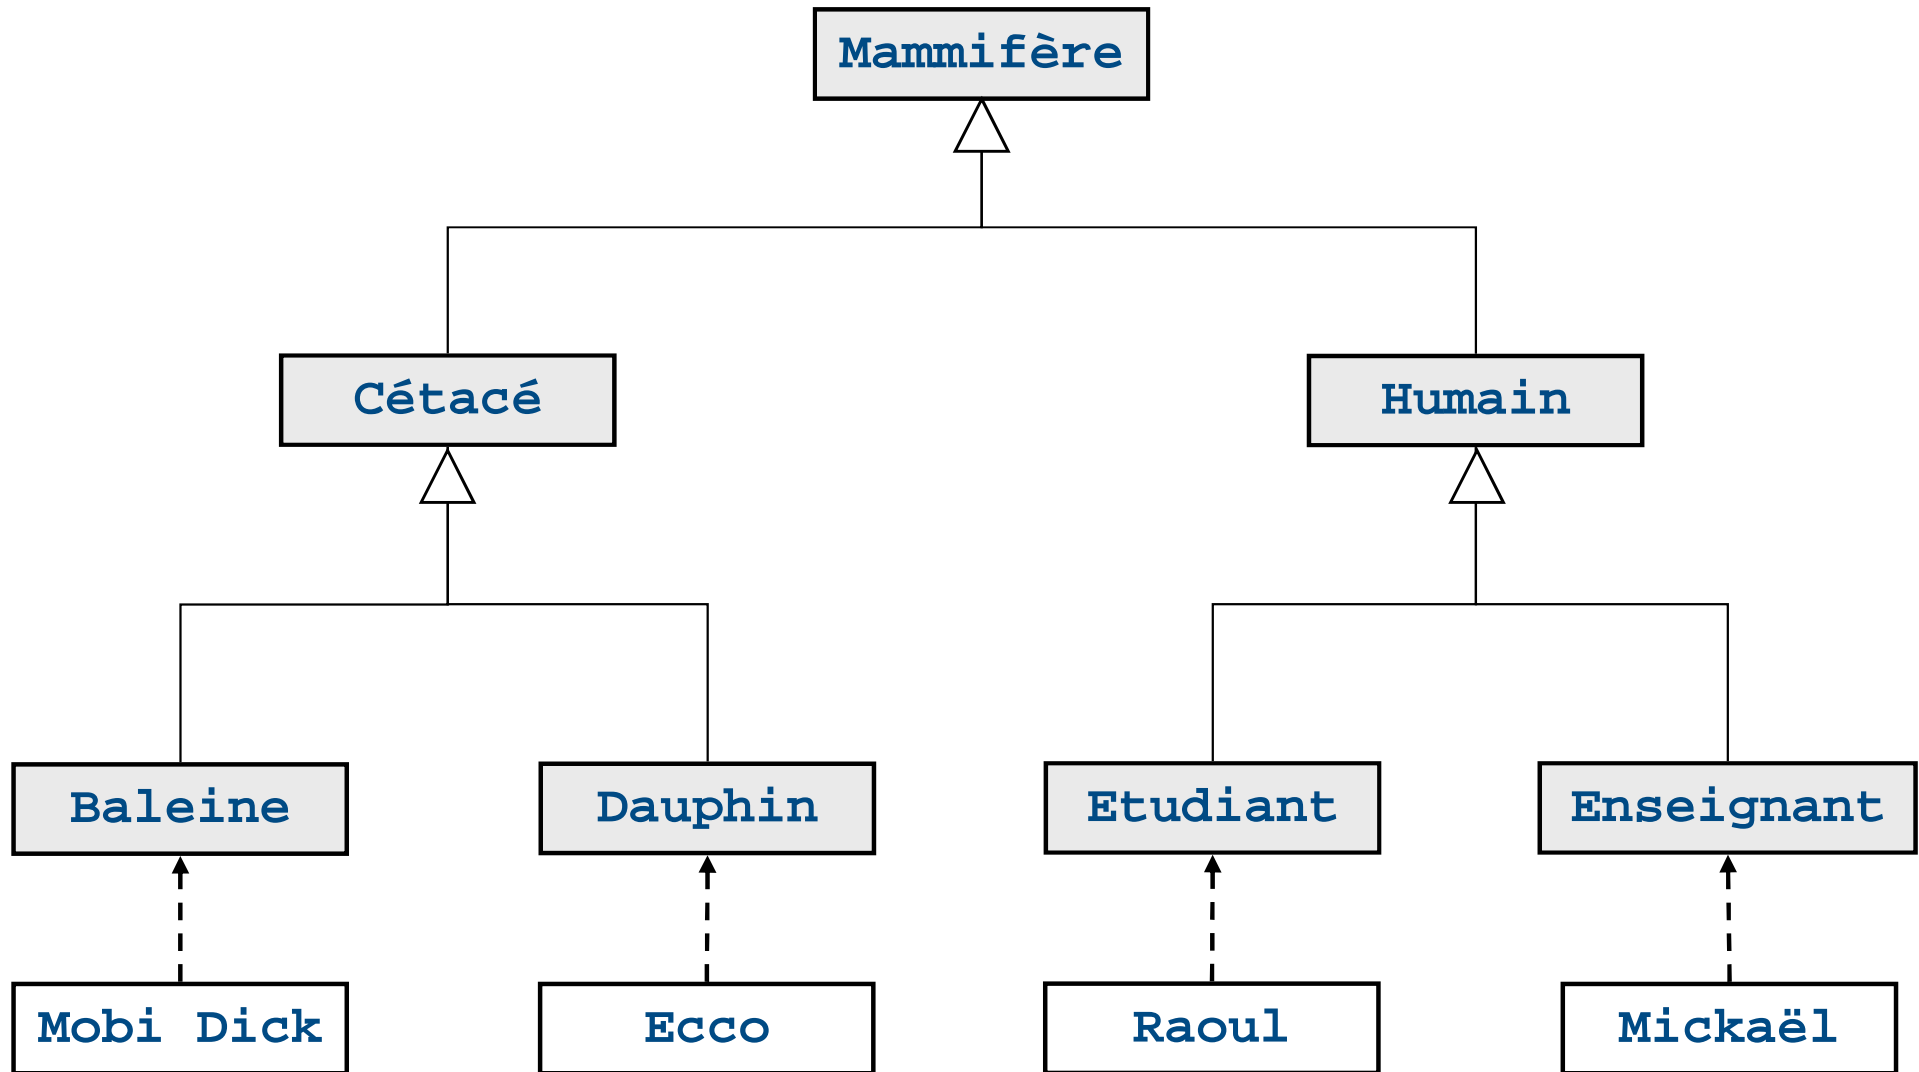 Mammifère
Cétacé
Humain
Baleine
Dauphin
Etudiant
Enseignant
Mobi Dick
Ecco
Raoul
Mickaël